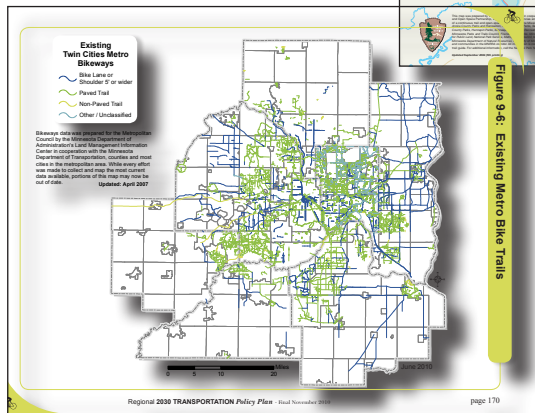 Existing
Twin Cities Metro
Bikeways
Bike Lane or
Shoulder 5' or wider
Paved Trail
Non-Paved Trail
Other / Unclassified
Bikeways data was prepared for the Metropolitan
Council by the Minnesota Department of
Administration's Land Management Information
Center in cooperation with the Minnesota
Department of Transportation, counties and most
cities in the metropolitan area. While every effort
was made to collect and map the most current
data available, portions of this map may now be
out of date.
Updated: April 2007
Figure 9-6: Existing Metro Bike Trails
Miles
0 5 10 20
June 2010
Regional 2030 TRANSPORTATION Policy Plan - Final November 2010
page 170